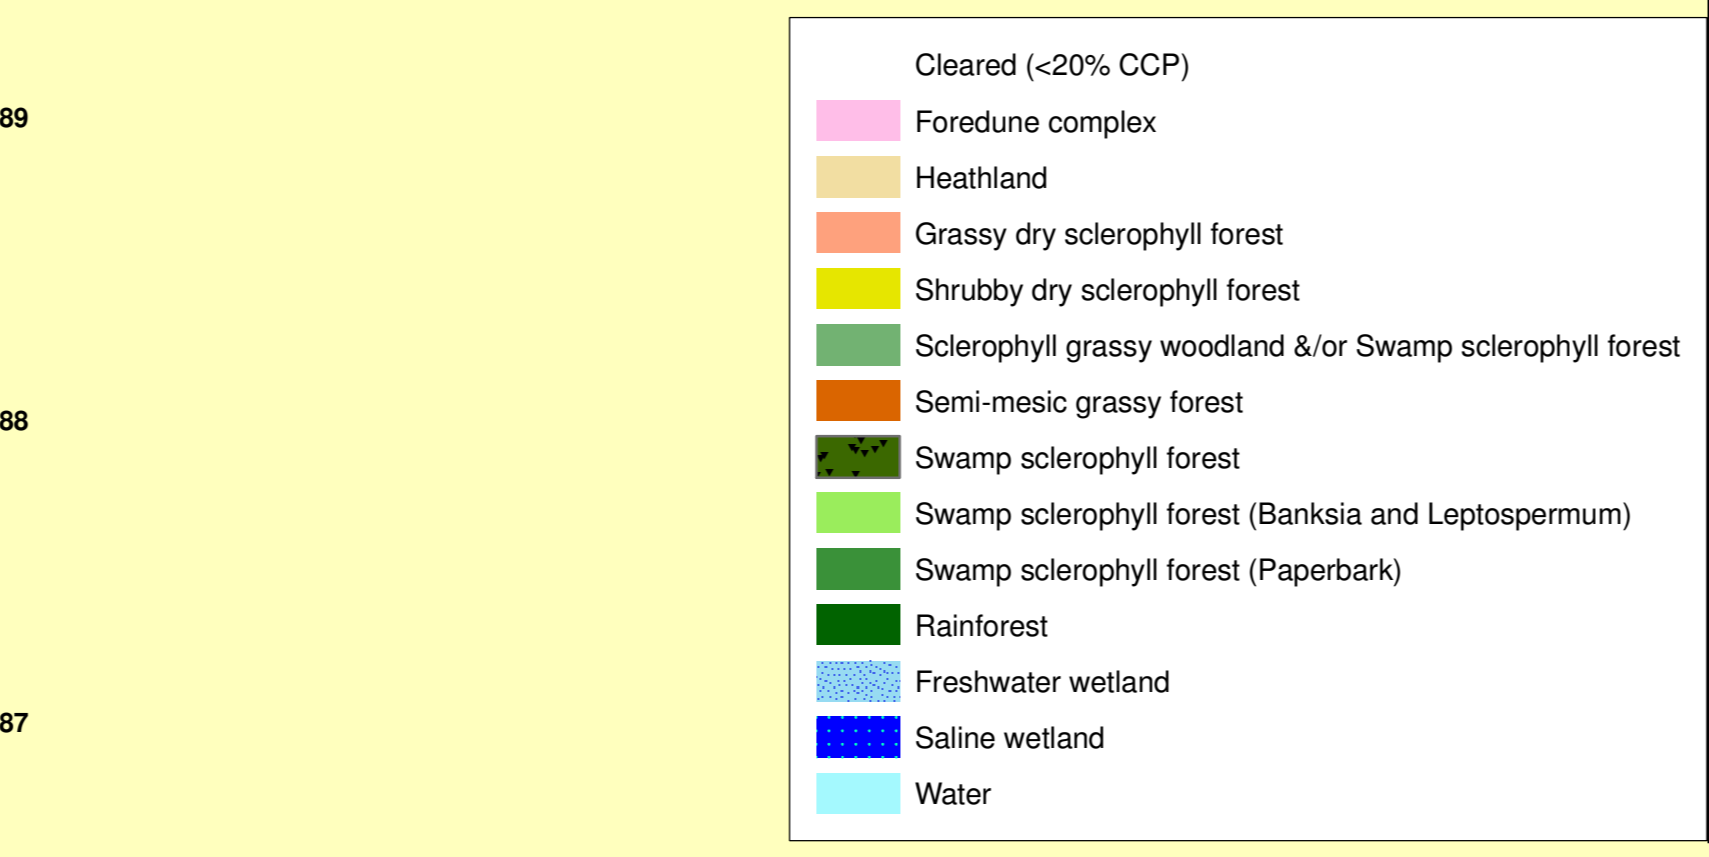 89
88
87
Cleared (<20% CCP)
Foredune complex
Heathland
Grassy dry sclerophyll forest
Shrubby dry sclerophyll forest
Sclerophyll grassy woodland &/or Swamp sclerophyll forest
Semi-mesic grassy forest
Swamp sclerophyll forest
Swamp sclerophyll forest (Banksia and Leptospermum)
Swamp sclerophyll forest (Paperbark)
Rainforest
Freshwater wetland
Saline wetland
Water